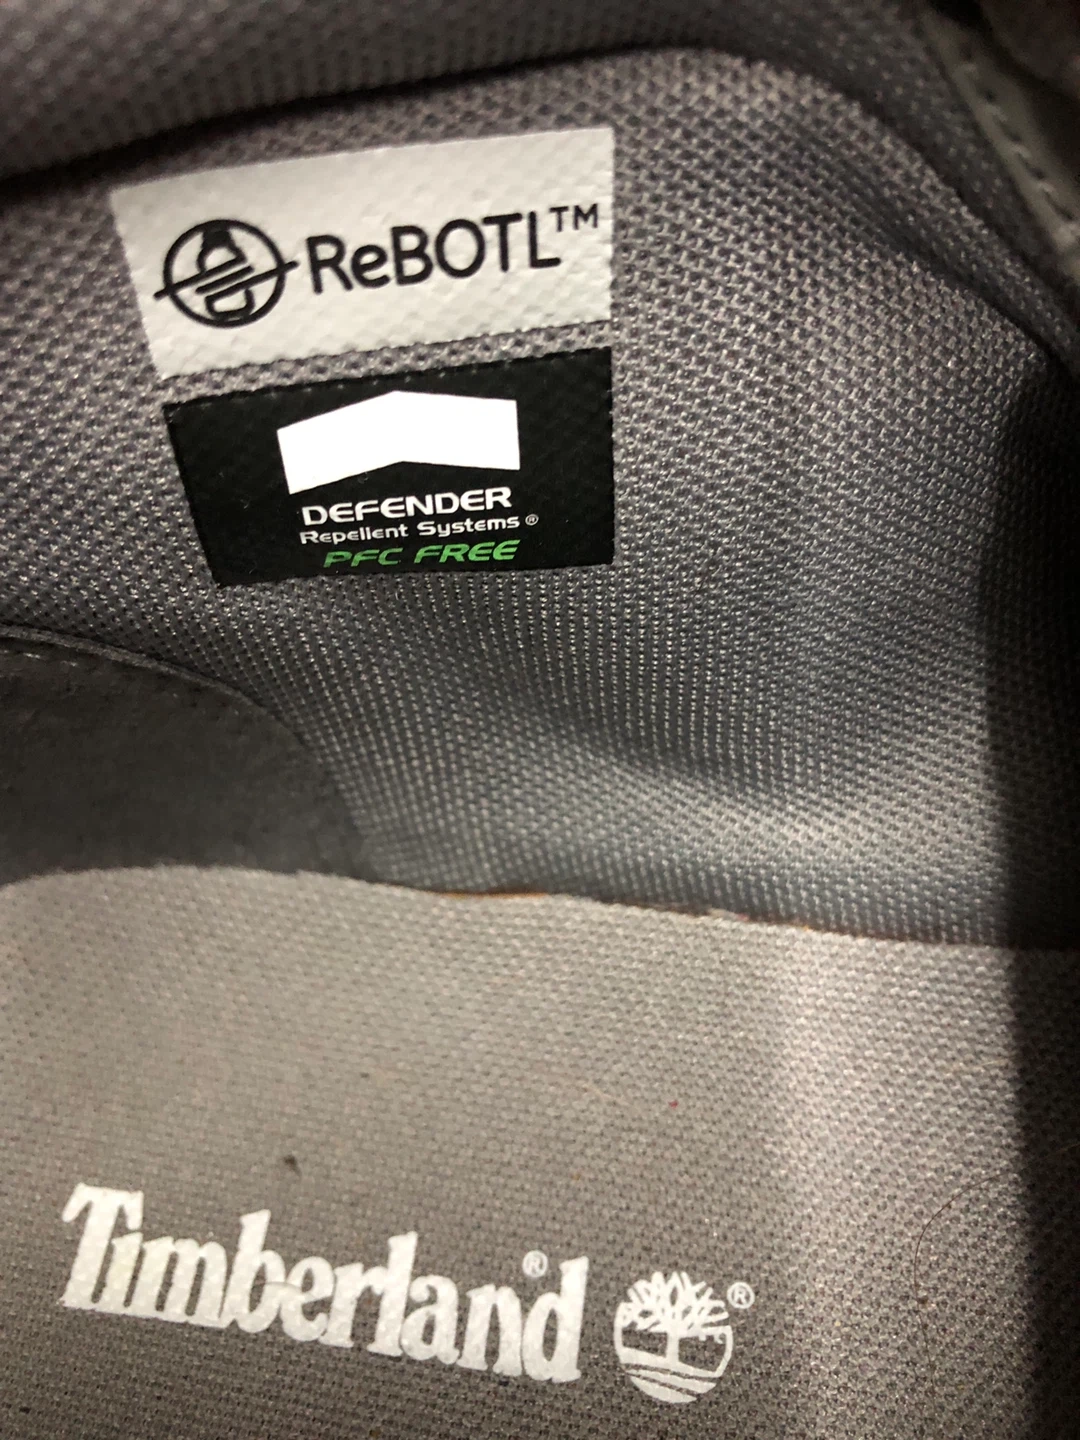 ReBOTL™
DEFENDER
Repellent Systems®
PFC FREE
Timberland® ®